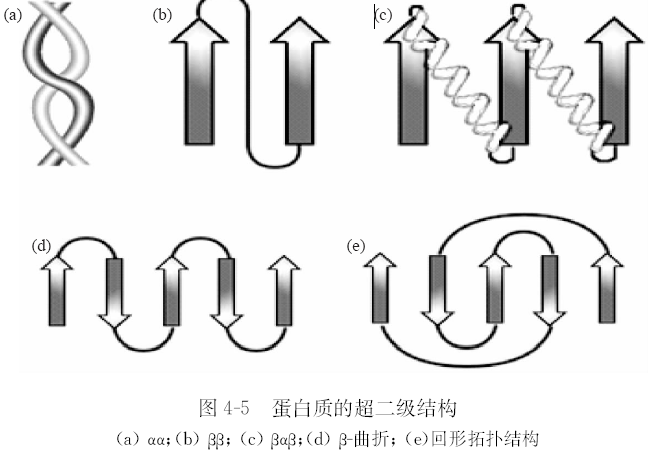 (a)
(b)
(c)
(d)
(e)
图 4-5 蛋白质的超二级结构
(a) αα; (b) ββ; (c) βαβ; (d) β-曲折; (e)回形拓扑结构